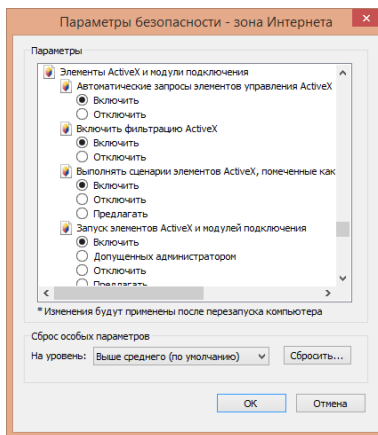 Параметры безопасности - зона Интернета
Параметры
Элементы ActiveX и модули подключения
Автоматические запросы элементов управления ActiveX
Включить
Отключить
Включить фильтрацию ActiveX
Включить
Отключить
Выполнять сценарии элементов ActiveX, помеченные как
Включить
Отключить
Предлагать
Запуск элементов ActiveX и модулей подключения
Включить
Допущенных администратором
Отключить
Предлагать
* Изменения будут применены после перезапуска компьютера
Сброс особых параметров
На уровень: Выше среднего (по умолчанию) Сбросить...
ОК Отмена